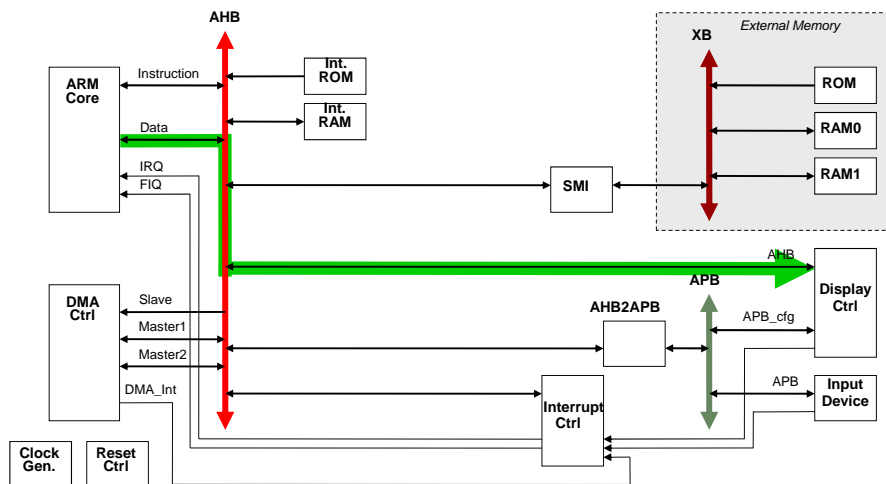 AHB
External Memory
XB
ARM
Core
Instruction
Int.
ROM
ROM
Int.
RAM
Data
RAM0
IRQ
FIQ
SMI
RAM1
AHB
APB
Display
Ctrl
DMA
Ctrl
Slave
AHB2APB
Master1
APB_cfg
Master2
DMA_Int
APB
Input
Device
Interrupt
Ctrl
Clock
Gen.
Reset
Ctrl